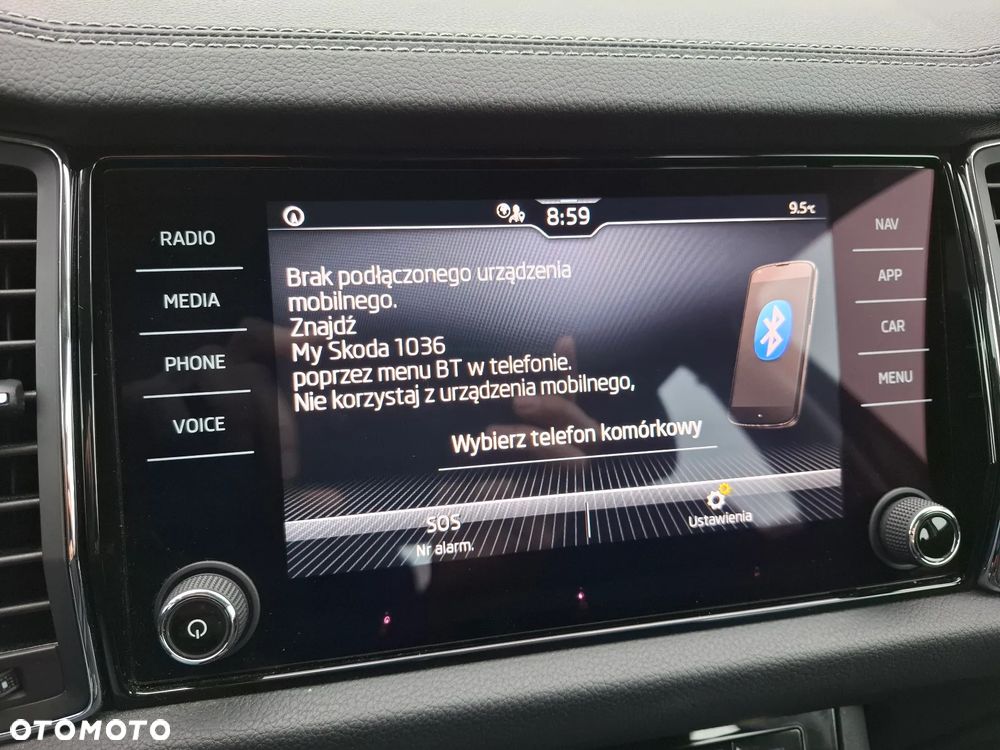 8:59
9.5°C
RADIO
MEDIA
PHONE
VOICE
Brak podłączonego urządzenia
mobilnego.
Znajdź
My Skoda 1036
poprzez menu BT w telefonie.
Nie korzystaj z urządzenia mobilnego,
Wybierz telefon komórkowy
SOS
Nr alarm.
Ustawienia
NAV
APP
CAR
MENU
OTOMOTO